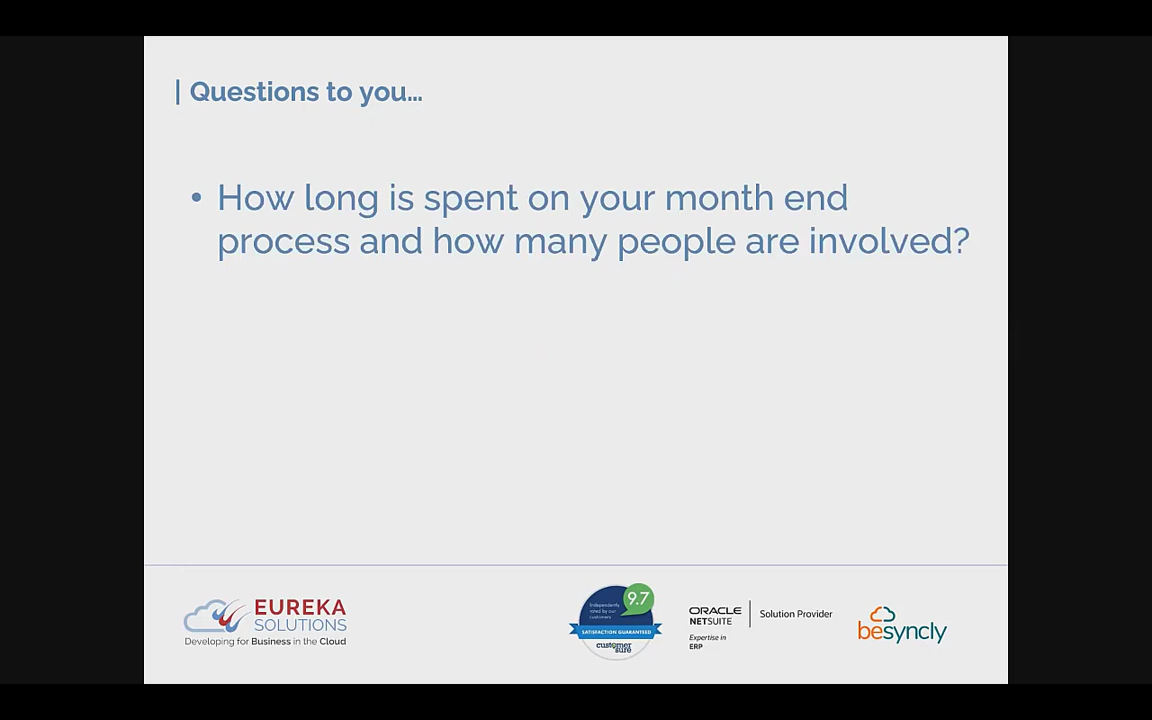 | Questions to you...
• How long is spent on your month end
process and how many people are involved?
EUREKA
SOLUTIONS
Developing for Business in the Cloud
9.7
Independently
rated by our
customers
SATISFACTION GUARANTEED
customer
sure
ORACLE
NETSUITE
Solution Provider
Expertise in
ERP
besyncly